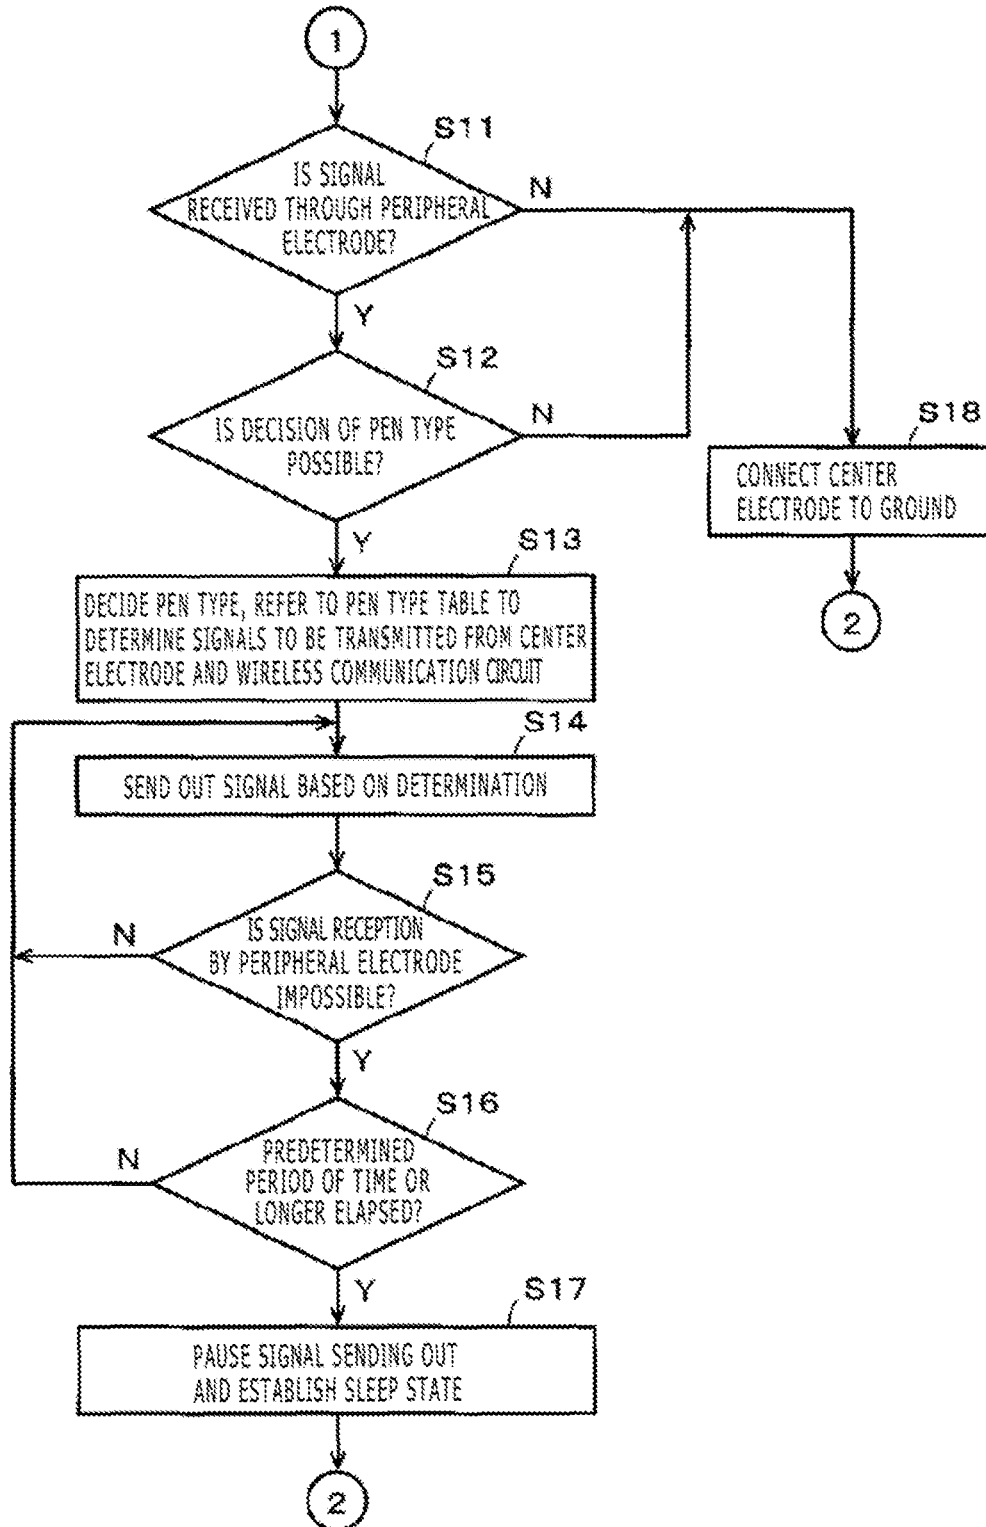 1
S11
IS SIGNAL
RECEIVED THROUGH PERIPHERAL
ELECTRODE?
N
Y
S12
IS DECISION OF PEN TYPE
POSSIBLE?
N
Y
S18
CONNECT CENTER
ELECTRODE TO GROUND
2
S13
DECIDE PEN TYPE, REFER TO PEN TYPE TABLE TO
DETERMINE SIGNALS TO BE TRANSMITTED FROM CENTER
ELECTRODE AND WIRELESS COMMUNICATION CIRCUIT
S14
SEND OUT SIGNAL BASED ON DETERMINATION
S15
IS SIGNAL RECEPTION
BY PERIPHERAL ELECTRODE
IMPOSSIBLE?
N
Y
S16
PREDETERMINED
PERIOD OF TIME OR
LONGER ELAPSED?
N
Y
S17
PAUSE SIGNAL SENDING OUT
AND ESTABLISH SLEEP STATE
2